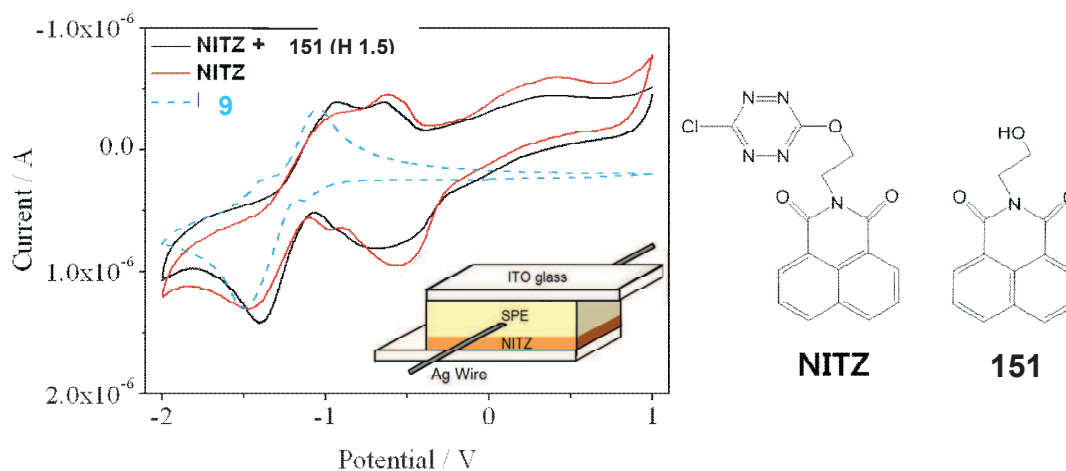 -1.0x10⁻⁶
0.0
1.0x10⁻⁶
2.0x10⁻⁶
Current / A
NITZ + 151 (H 1.5)
NITZ
9
ITO glass
SPE
NITZ
Ag Wire
-2
-1
0
1
Potential / V
N=N
Cl
N=N
O
N
O
O
NITZ
HO
N
O
O
151